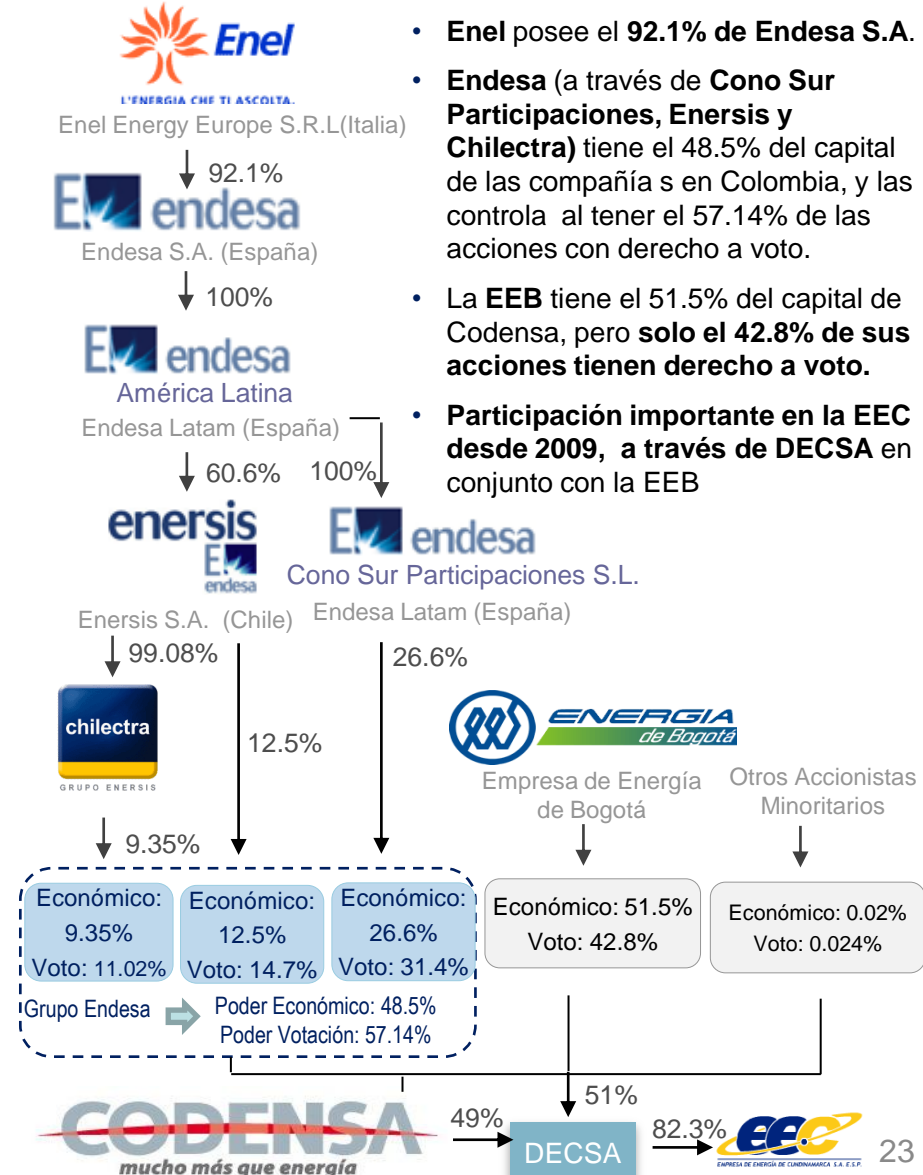 Enel
L'ENERGIA CHE TI ASCOLTA.
Enel Energy Europe S.R.L(Italia)
92.1%
endesa
Endesa S.A. (España)
100%
endesa
América Latina
Endesa Latam (España)
60.6%
100%
enersis
endesa
Enersis S.A. (Chile)
endesa
Cono Sur Participaciones S.L.
Endesa Latam (España)
99.08%
12.5%
26.6%
chilectra
GRUPO ENERSIS
9.35%
• Enel posee el 92.1% de Endesa S.A.
• Endesa (a través de Cono Sur
Participaciones, Enersis y
Chilectra) tiene el 48.5% del capital
de las compañía s en Colombia, y las
controla al tener el 57.14% de las
acciones con derecho a voto.
• La EEB tiene el 51.5% del capital de
Codensa, pero solo el 42.8% de sus
acciones tienen derecho a voto.
• Participación importante en la EEC
desde 2009, a través de DECSA en
conjunto con la EEB
ENERGIA
de Bogotá
Empresa de Energía
de Bogotá
Otros Accionistas
Minoritarios
Económico:
9.35%
Voto: 11.02%
Económico:
12.5%
Voto: 14.7%
Económico:
26.6%
Voto: 31.4%
Económico: 51.5%
Voto: 42.8%
Económico: 0.02%
Voto: 0.024%
Grupo Endesa
Poder Económico: 48.5%
Poder Votación: 57.14%
CODENSA
mucho más que energía
49%
51%
DECSA
82.3%
EEC
EMPRESA DE ENERGÍA DE CUNDINAMARCA S.A. E.S.P.
23